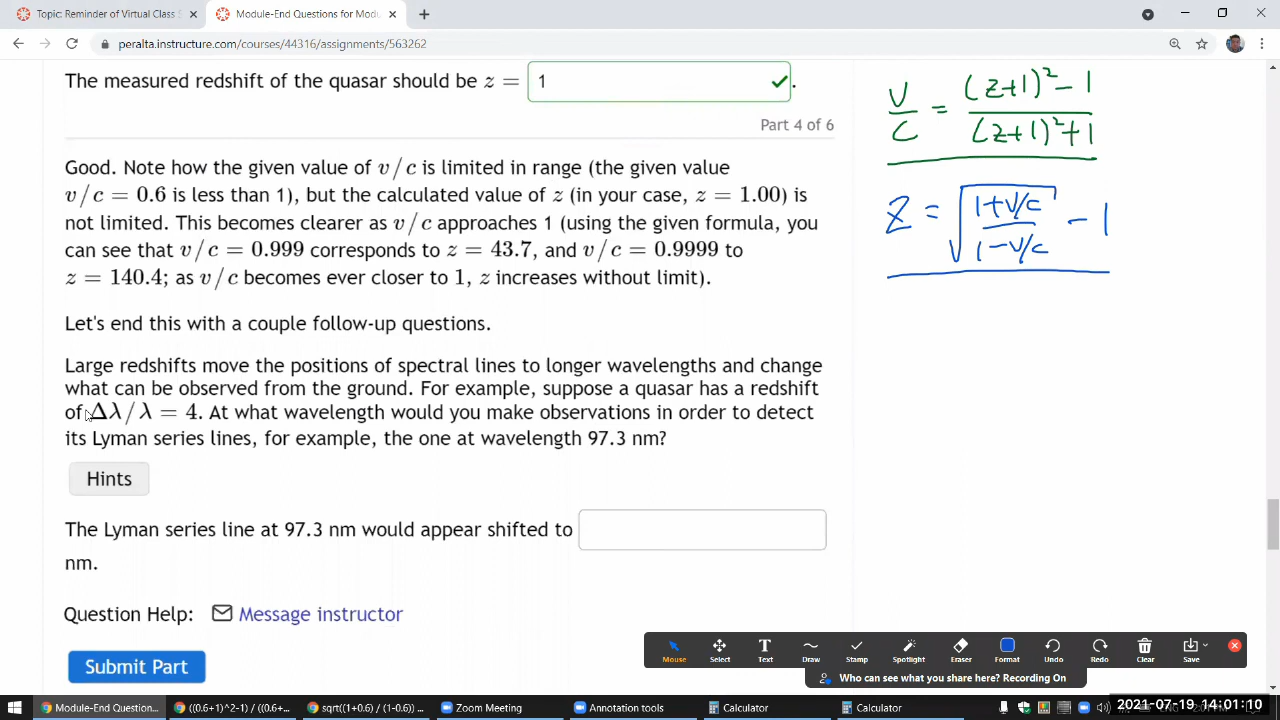 Topic: Reminder of Virtual Class S
Module-End Questions for Modul
peralta.instructure.com/courses/44316/assignments/563262
The measured redshift of the quasar should be z = 1 ✓.
Part 4 of 6
Good. Note how the given value of v/c is limited in range (the given value
v/c = 0.6 is less than 1), but the calculated value of z (in your case, z = 1.00) is
not limited. This becomes clearer as v/c approaches 1 (using the given formula, you
can see that v/c = 0.999 corresponds to z = 43.7, and v/c = 0.9999 to
z = 140.4; as v/c becomes ever closer to 1, z increases without limit).
Let's end this with a couple follow-up questions.
Large redshifts move the positions of spectral lines to longer wavelengths and change
what can be observed from the ground. For example, suppose a quasar has a redshift
of Δλ/λ = 4. At what wavelength would you make observations in order to detect
its Lyman series lines, for example, the one at wavelength 97.3 nm?
Hints
The Lyman series line at 97.3 nm would appear shifted to
nm.
Question Help: Message instructor
Submit Part
v/c = ((z+1)²-1)/((z+1)²+1)
z = √((1+v/c)/(1-v/c)) - 1
Mouse Select Text Draw Stamp Spotlight Eraser Format Undo Redo Clear Save
Who can see what you share here? Recording On
Module-End Question... ((0.6+1)^2-1) / ((0.6+... sqrt((1+0.6) / (1-0.6)) -... Zoom Meeting Annotation tools Calculator Calculator 2021-07-19 14:01:10